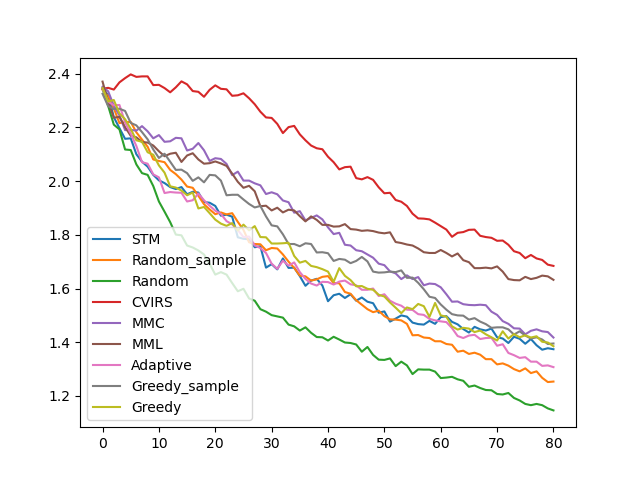 2.4
2.2
2.0
1.8
1.6
1.4
1.2
STM
Random_sample
Random
CVIRS
MMC
MML
Adaptive
Greedy_sample
Greedy
0 10 20 30 40 50 60 70 80